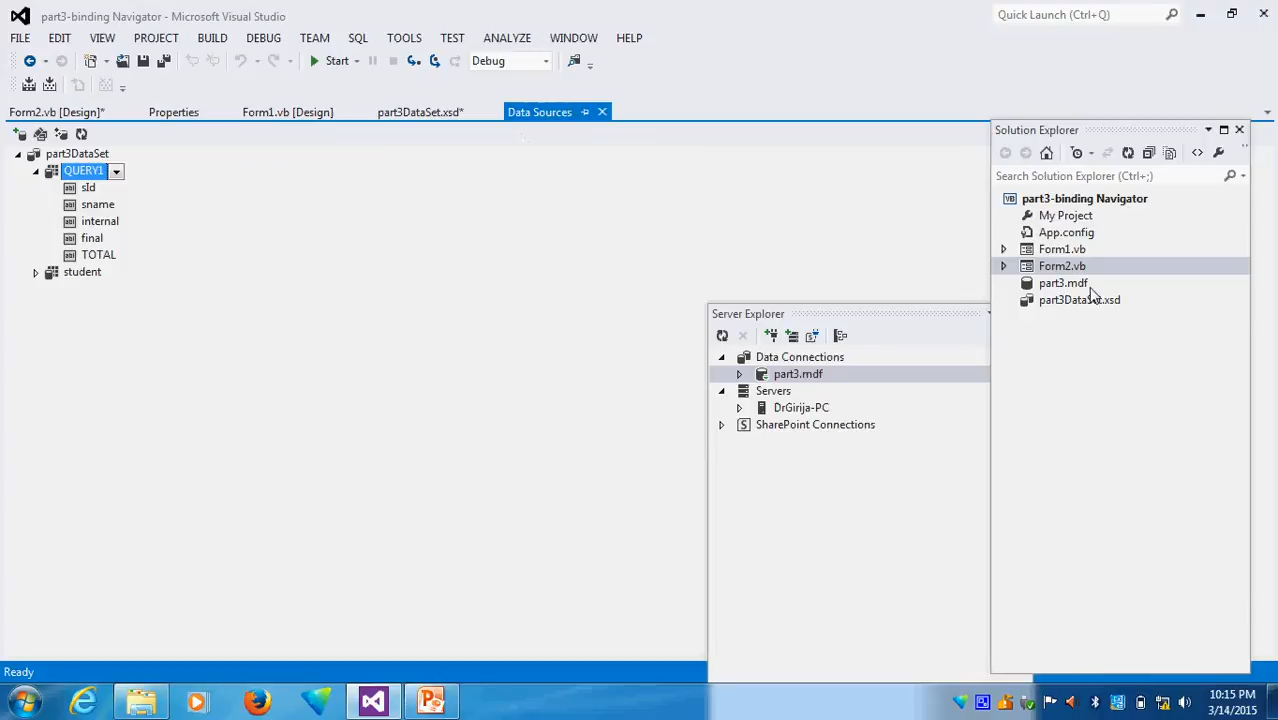 part3-binding Navigator - Microsoft Visual Studio
Quick Launch (Ctrl+Q)
FILE EDIT VIEW PROJECT BUILD DEBUG TEAM SQL TOOLS TEST ANALYZE WINDOW HELP
Start
Debug
Form2.vb [Design]*
Properties
Form1.vb [Design]
part3DataSet.xsd*
Data Sources
part3DataSet
QUERY1
sId
sname
internal
final
TOTAL
student
Server Explorer
Data Connections
part3.mdf
Servers
DrGirija-PC
SharePoint Connections
Solution Explorer
Search Solution Explorer (Ctrl+;)
part3-binding Navigator
My Project
App.config
Form1.vb
Form2.vb
part3.mdf
part3DataSet.xsd
Ready
10:15 PM
3/14/2015